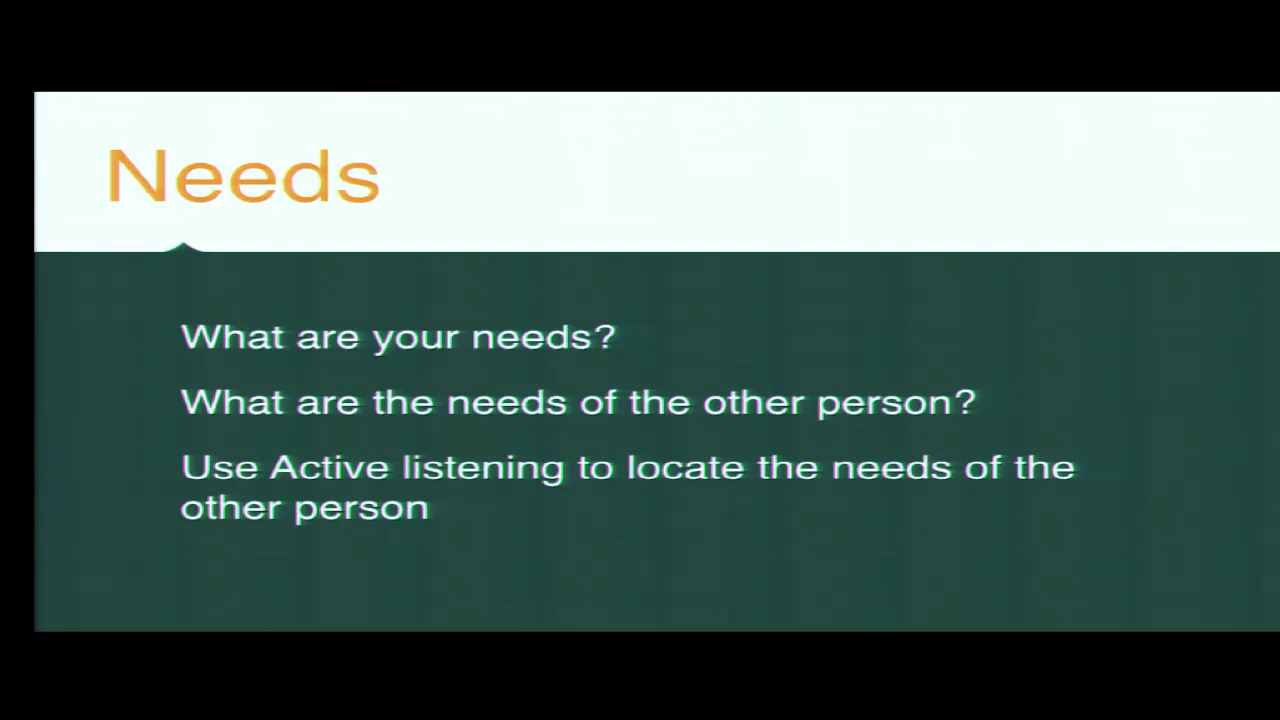 Needs
What are your needs?
What are the needs of the other person?
Use Active listening to locate the needs of the
other person